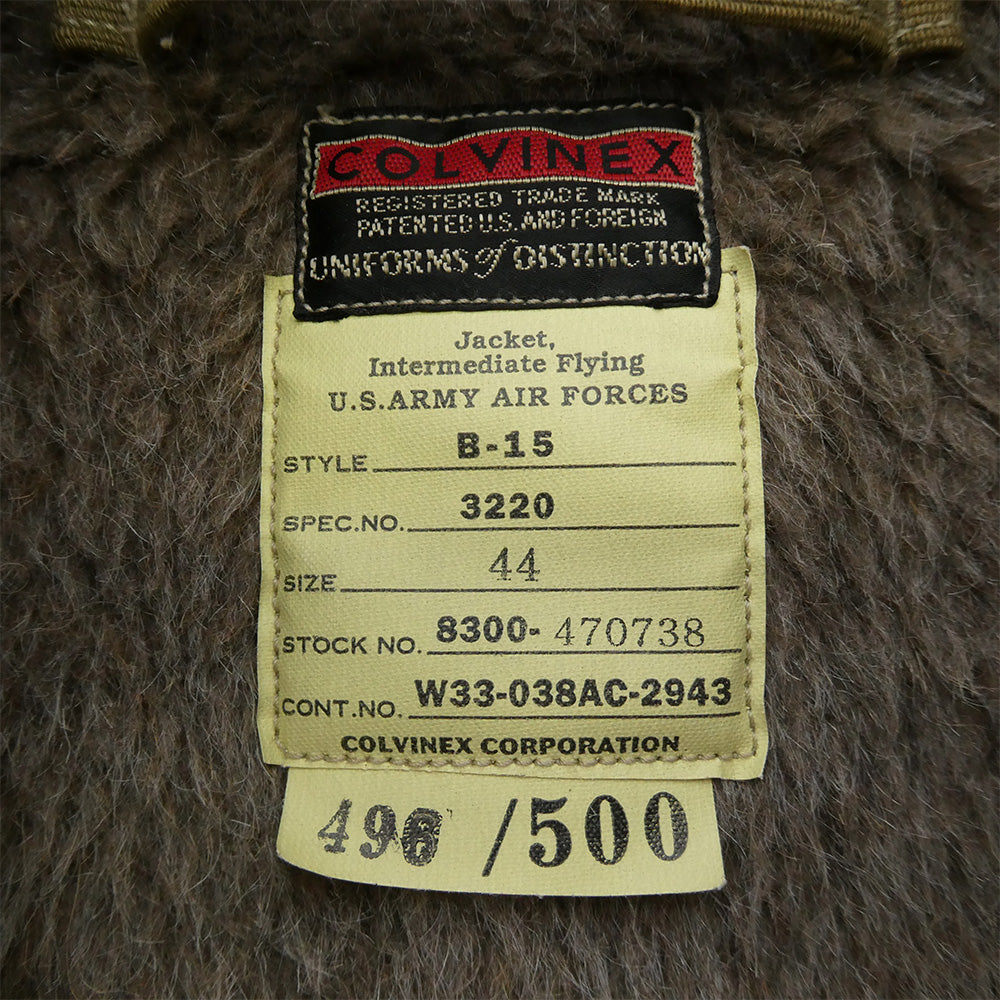 COLVINEX
REGISTERED TRADE MARK
PATENTED U.S. AND FOREIGN
UNIFORMS of DISTINCTION
Jacket,
Intermediate Flying
U.S.ARMY AIR FORCES
STYLE B-15
SPEC.NO. 3220
SIZE 44
STOCK NO. 8300- 470738
CONT.NO. W33-038AC-2943
COLVINEX CORPORATION
496 /500